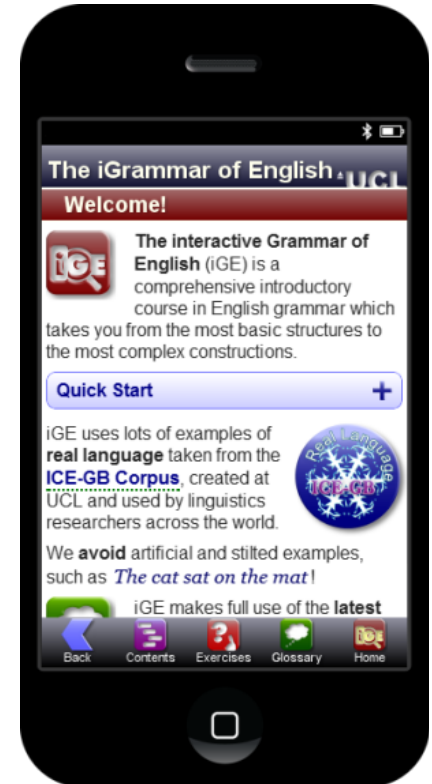 The iGrammar of English UCL
Welcome!
iGE
The interactive Grammar of
English (iGE) is a
comprehensive introductory
course in English grammar which
takes you from the most basic structures to
the most complex constructions.
Quick Start +
iGE uses lots of examples of
real language taken from the
ICE-GB Corpus, created at
UCL and used by linguistics
researchers across the world.
Real Language
ICE-GB
We avoid artificial and stilted examples,
such as The cat sat on the mat!
iGE makes full use of the latest
Back Contents Exercises Glossary Home